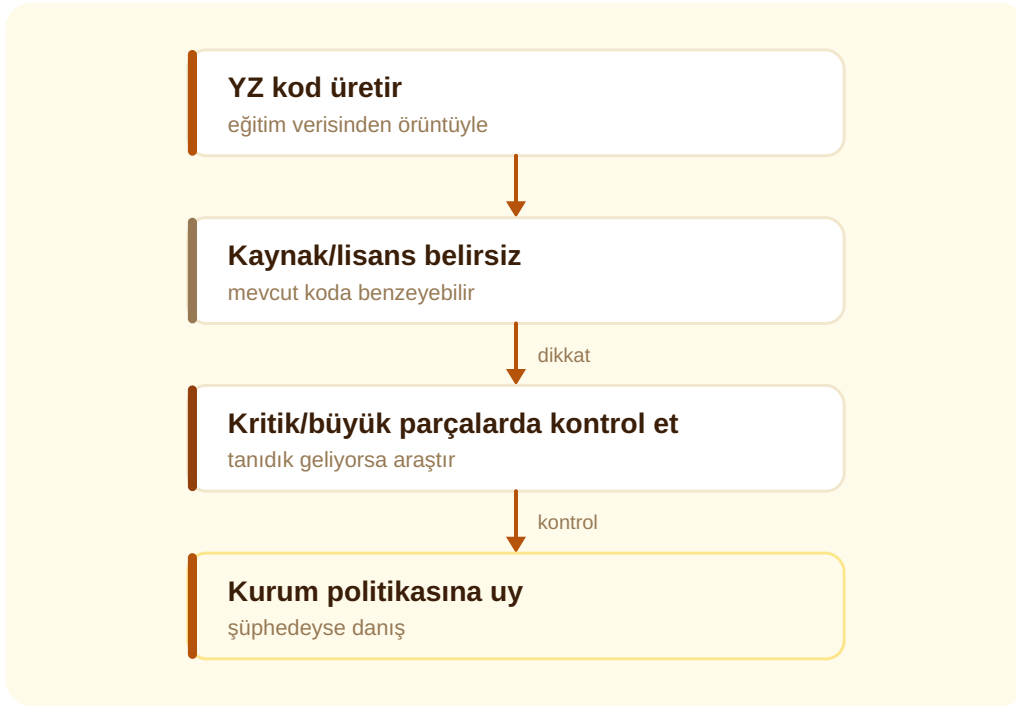 YZ kod üretir
eğitim verisinden örüntüyle
Kaynak/lisans belirsiz
mevcut koda benzeyebilir
dikkat
Kritik/büyük parçalarda kontrol et
tanıdık geliyorsa araştır
kontrol
Kurum politikasına uy
şüphedeyse danış